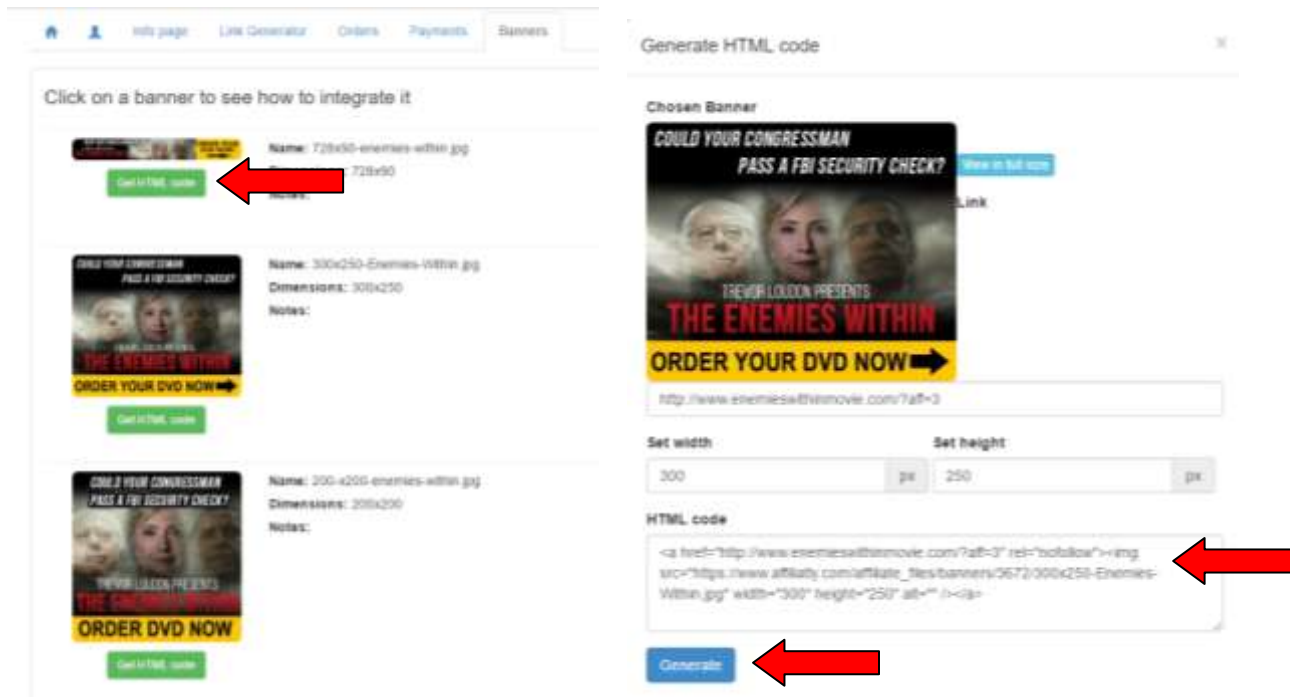 Info page Link Generator Orders Payments Banners
Click on a banner to see how to integrate it
Name: 728x90-enemies-within.jpg
728x90
Get HTML code
Notes:
COULD YOUR CONGRESSMAN
PASS A FBI SECURITY CHECK?
THE ENEMIES WITHIN
ORDER YOUR DVD NOW
Get HTML code
Name: 300x250-Enemies-Within.jpg
Dimensions: 300x250
Notes:
COULD YOUR CONGRESSMAN
PASS A FBI SECURITY CHECK?
TREVOR LOUDON PRESENTS
THE ENEMIES WITHIN
ORDER DVD NOW
Get HTML code
Name: 200-x200-enemies-within.jpg
Dimensions: 200x200
Notes:
Generate HTML code
×
Chosen Banner
COULD YOUR CONGRESSMAN
PASS A FBI SECURITY CHECK?
TREVOR LOUDON PRESENTS
THE ENEMIES WITHIN
ORDER YOUR DVD NOW
View in full size
Link
http://www.enemieswithinmovie.com/?aff=3
Set width
Set height
300 px
250 px
HTML code
<a href="http://www.enemieswithinmovie.com/?aff=3" rel="nofollow"><img
src="https://www.affiliatly.com/affiliate_files/banners/3672/300x250-Enemies-
Within.jpg" width="300" height="250" alt="" /></a>
Generate